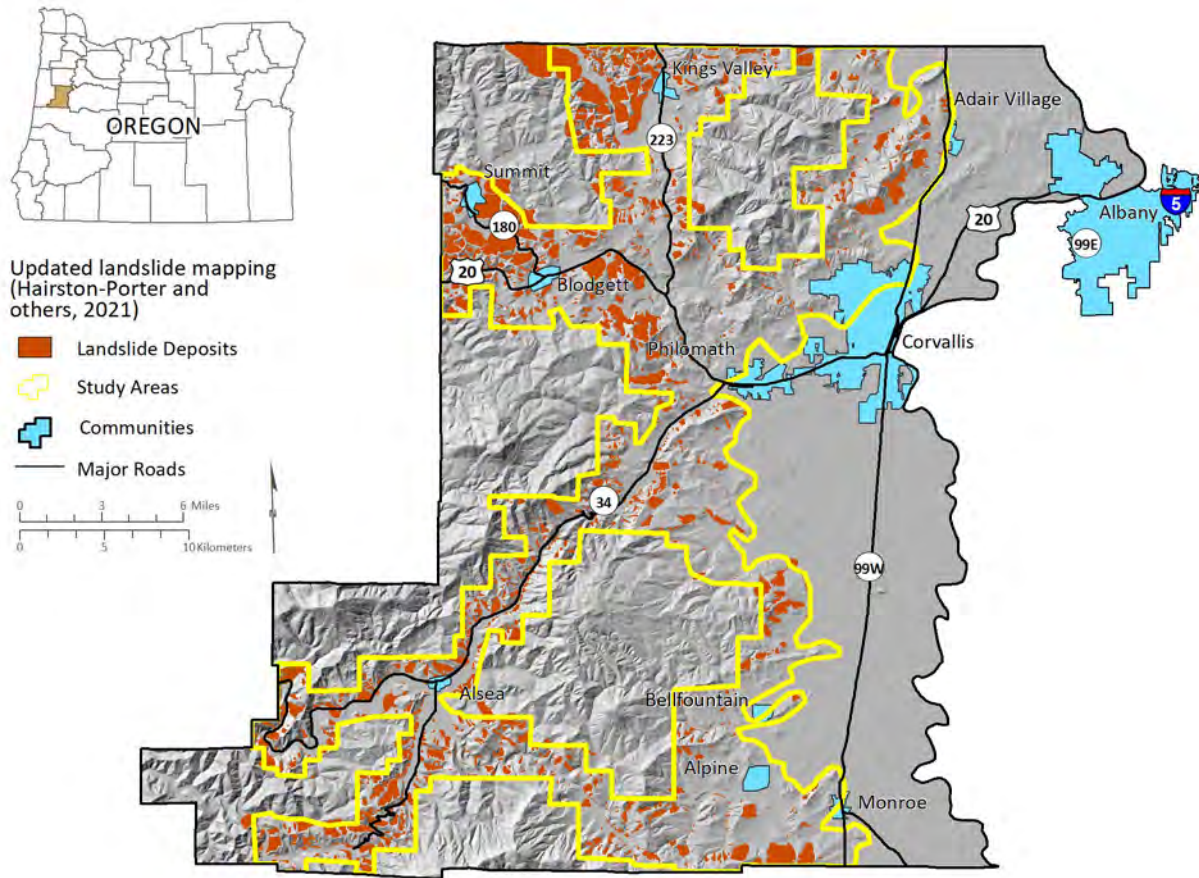 OREGON
Updated landslide mapping
(Hairston-Porter and
others, 2021)
Landslide Deposits
Study Areas
Communities
Major Roads
0 3 6 Miles
0 5 10 Kilometers
Kings Valley
Adair Village
223
Summit
5
Albany
20
180
99E
20
Blodgett
Corvallis
Philomath
34
99W
Alsea
Bellfountain
Alpine
Monroe